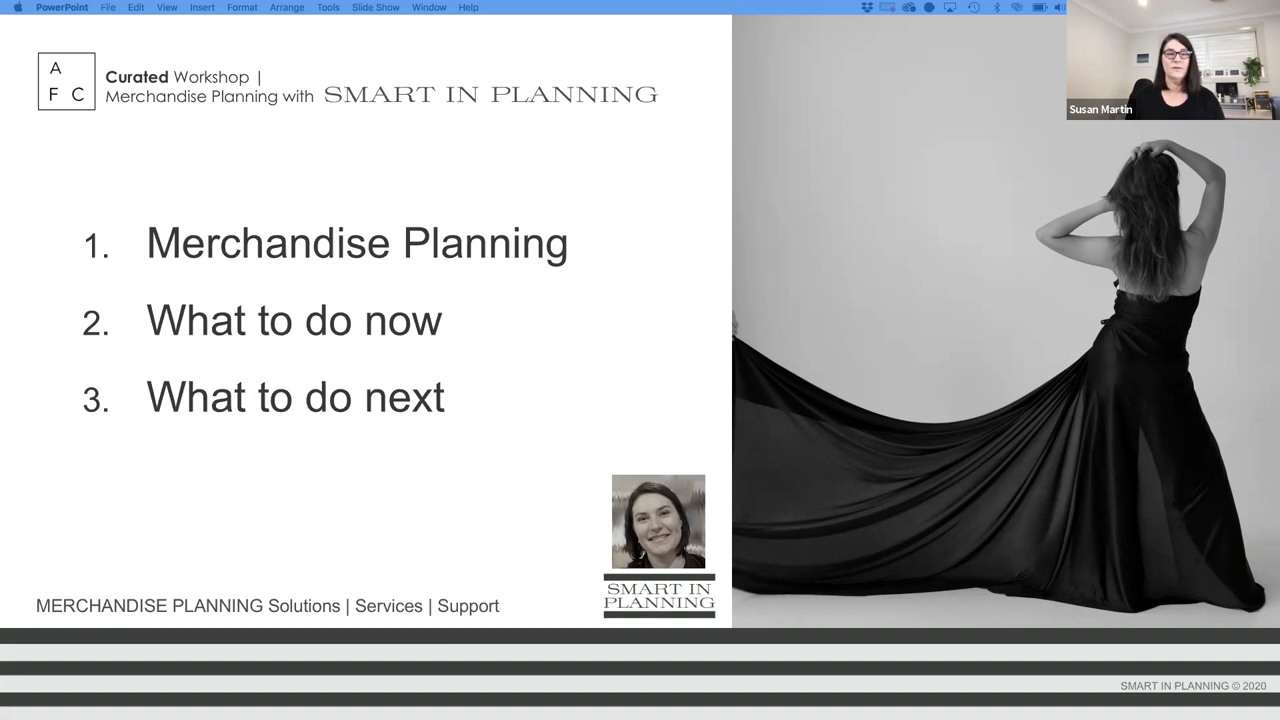 PowerPoint File Edit View Insert Format Arrange Tools Slide Show Window Help
Susan Martin
A
F C
Curated Workshop |
Merchandise Planning with SMART IN PLANNING
1. Merchandise Planning
2. What to do now
3. What to do next
SMART IN
PLANNING
MERCHANDISE PLANNING Solutions | Services | Support
SMART IN PLANNING © 2020